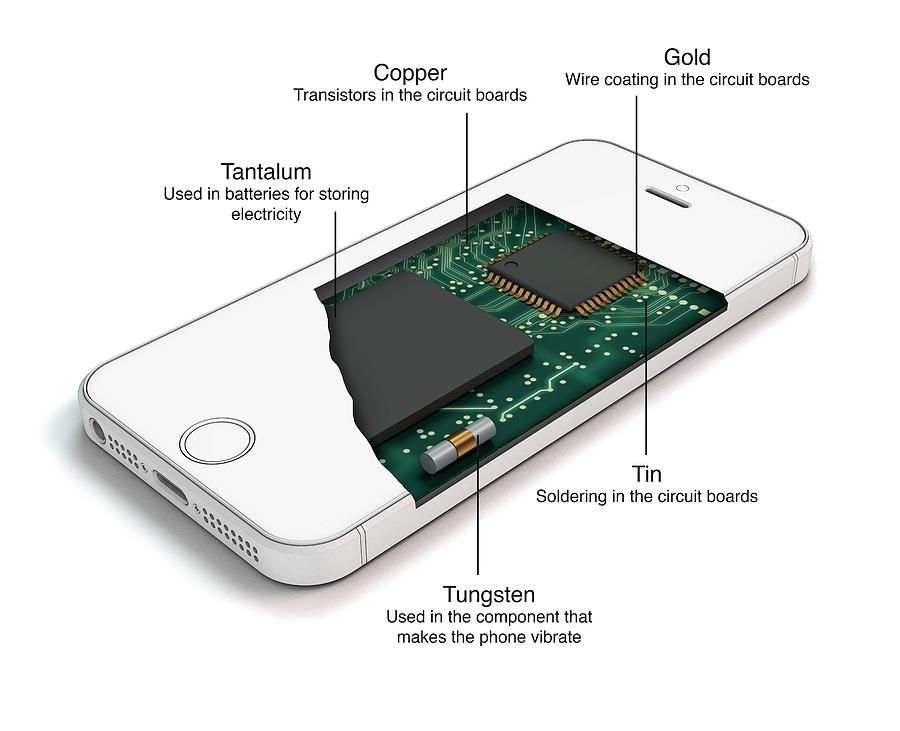 Gold
Wire coating in the circuit boards
Copper
Transistors in the circuit boards
Tantalum
Used in batteries for storing
electricity
Tin
Soldering in the circuit boards
Tungsten
Used in the component that
makes the phone vibrate